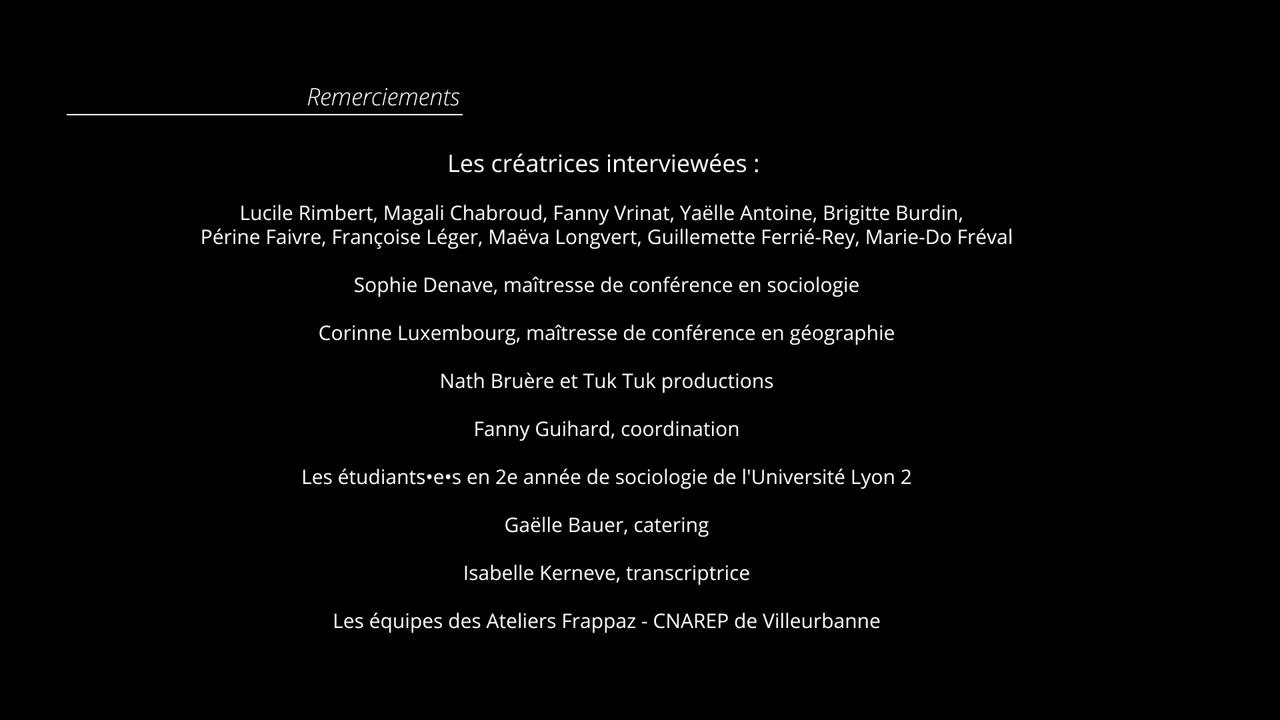 Remerciements
Les créatrices interviewées :
Lucile Rimbert, Magali Chabroud, Fanny Vrinat, Yaëlle Antoine, Brigitte Burdin,
Périne Faivre, Françoise Léger, Maëva Longvert, Guillemette Ferrié-Rey, Marie-Do Fréval
Sophie Denave, maîtresse de conférence en sociologie
Corinne Luxembourg, maîtresse de conférence en géographie
Nath Bruère et Tuk Tuk productions
Fanny Guihard, coordination
Les étudiants•e•s en 2e année de sociologie de l'Université Lyon 2
Gaëlle Bauer, catering
Isabelle Kerneve, transcriptrice
Les équipes des Ateliers Frappaz - CNAREP de Villeurbanne